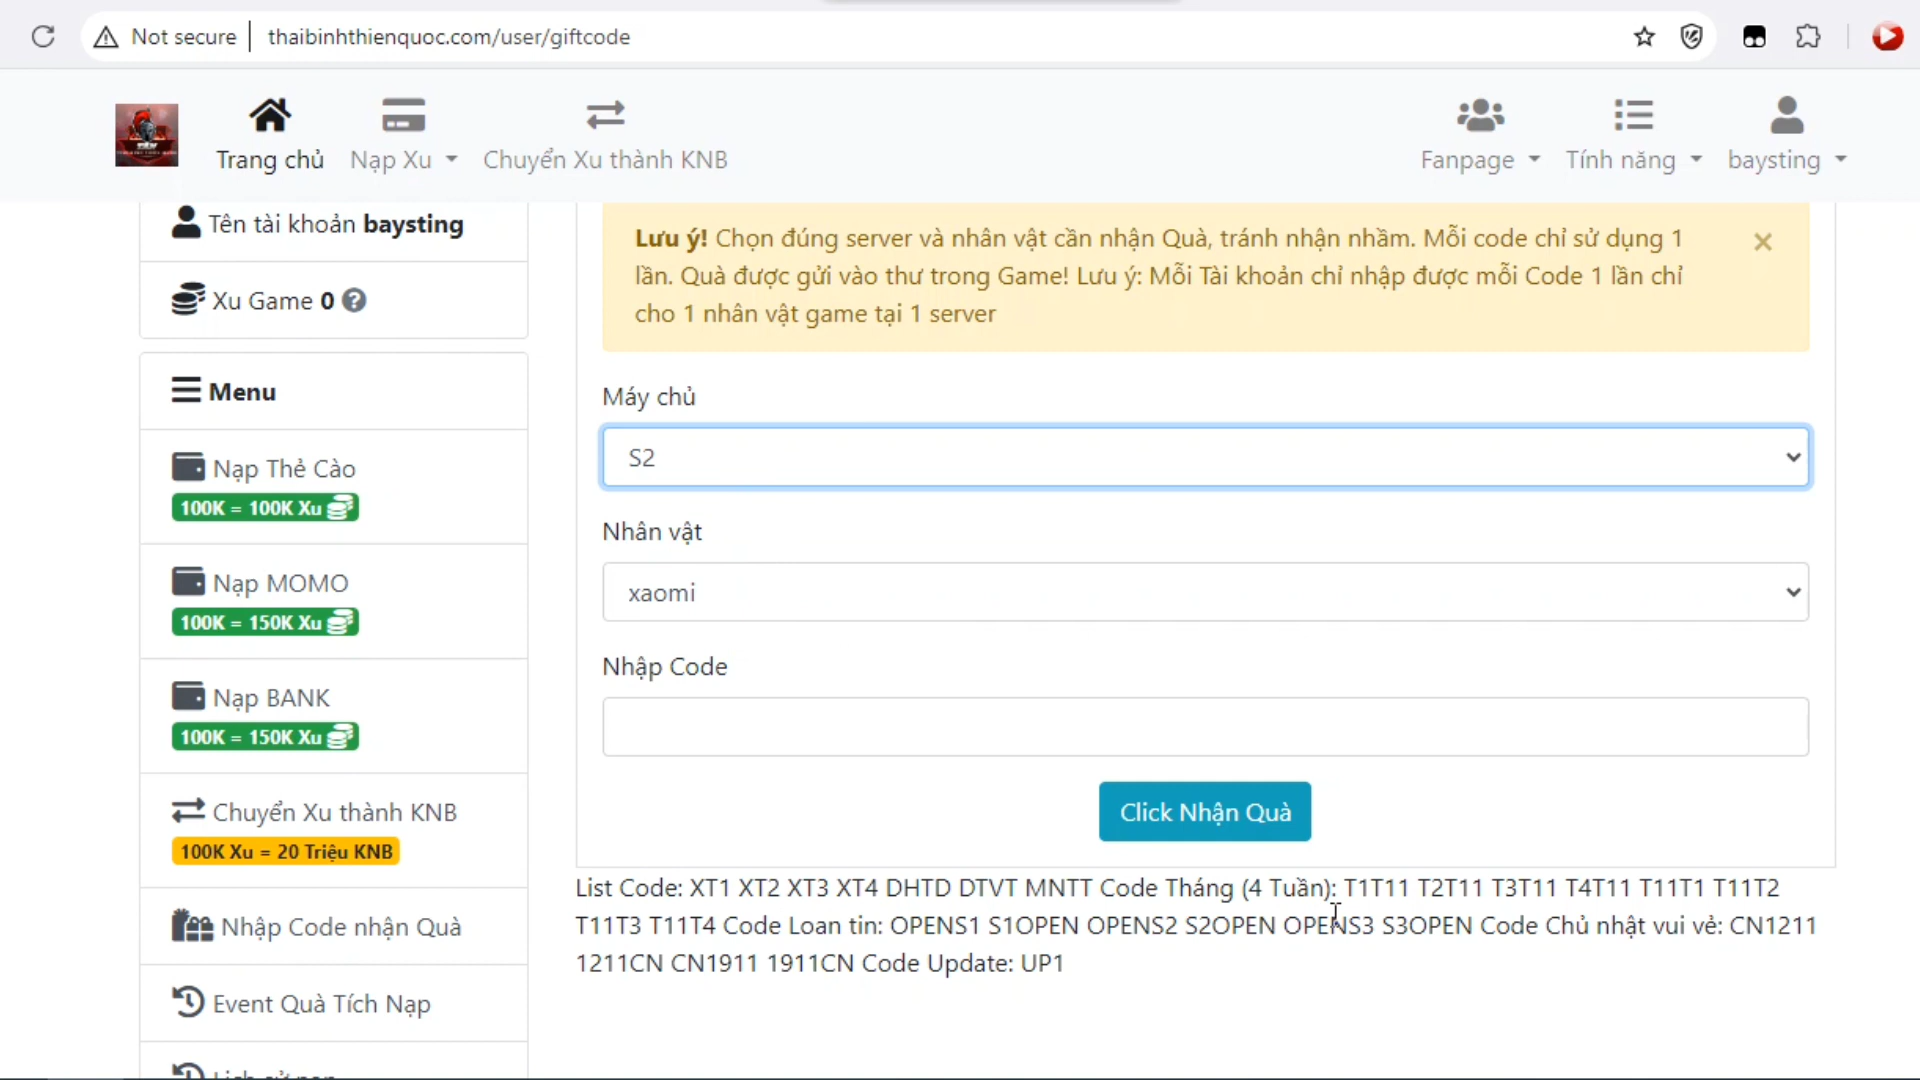 Not secure
thaibinhthienquoc.com/user/giftcode
Trang chủ
Nạp Xu
Chuyển Xu thành KNB
Fanpage
Tính năng
baysting
Tên tài khoản baysting
Xu Game 0
Menu
Nạp Thẻ Cào
100K = 100K Xu
Nạp MOMO
100K = 150K Xu
Nạp BANK
100K = 150K Xu
Chuyển Xu thành KNB
100K Xu = 20 Triệu KNB
Nhập Code nhận Quà
Event Quà Tích Nạp
Lưu ý! Chọn đúng server và nhân vật cần nhận Quà, tránh nhận nhầm. Mỗi code chỉ sử dụng 1
lần. Quà được gửi vào thư trong Game! Lưu ý: Mỗi Tài khoản chỉ nhập được mỗi Code 1 lần chỉ
cho 1 nhân vật game tại 1 server
Máy chủ
S2
Nhân vật
xaomi
Nhập Code
Click Nhận Quà
List Code: XT1 XT2 XT3 XT4 DHTD DTVT MNTT Code Tháng (4 Tuần): T1T11 T2T11 T3T11 T4T11 T11T1 T11T2
T11T3 T11T4 Code Loan tin: OPENS1 S1OPEN OPENS2 S2OPEN OPENS3 S3OPEN Code Chủ nhật vui vẻ: CN1211
1211CN CN1911 1911CN Code Update: UP1